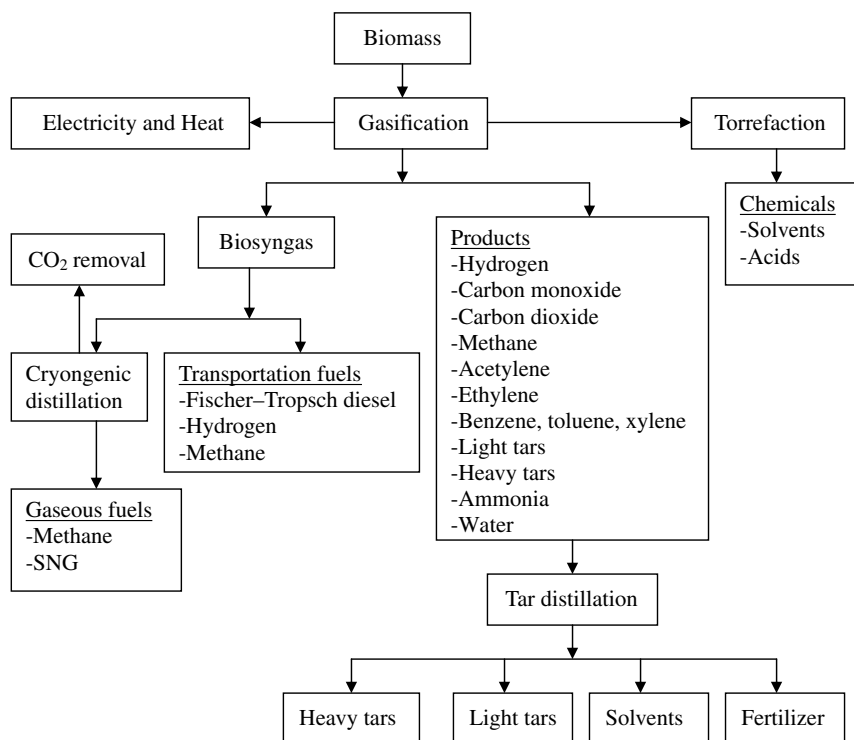 Biomass
Electricity and Heat
Gasification
Torrefaction
Chemicals
-Solvents
-Acids
Biosyngas
CO₂ removal
Products
-Hydrogen
-Carbon monoxide
-Carbon dioxide
-Methane
-Acetylene
-Ethylene
-Benzene, toluene, xylene
-Light tars
-Heavy tars
-Ammonia
-Water
Cryongenic
distillation
Transportation fuels
-Fischer–Tropsch diesel
-Hydrogen
-Methane
Gaseous fuels
-Methane
-SNG
Tar distillation
Heavy tars
Light tars
Solvents
Fertilizer